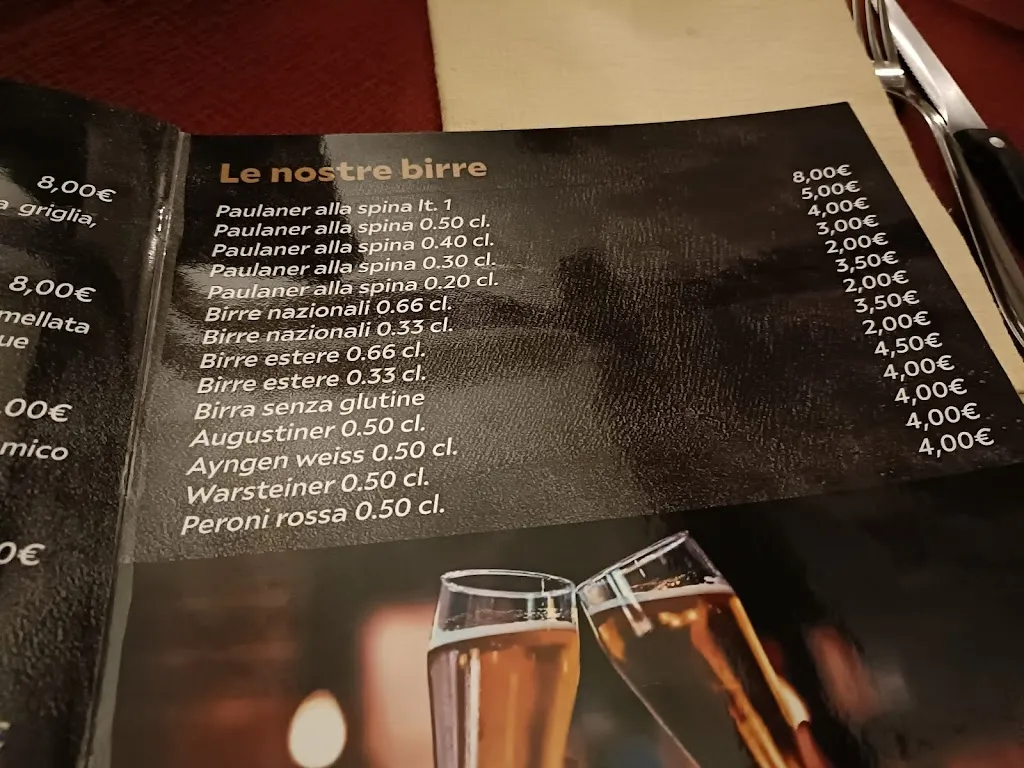 8,00€
a griglia,
8,00€
mellata
ue
,00€
mico
0€
Le nostre birre
Paulaner alla spina lt. 1 8,00€
Paulaner alla spina 0.50 cl. 5,00€
Paulaner alla spina 0.40 cl. 4,00€
Paulaner alla spina 0.30 cl. 3,00€
Paulaner alla spina 0.20 cl. 2,00€
Birre nazionali 0.66 cl. 3,50€
Birre nazionali 0.33 cl. 2,00€
Birre estere 0.66 cl. 3,50€
Birre estere 0.33 cl. 2,00€
Birra senza glutine 4,50€
Augustiner 0.50 cl. 4,00€
Ayngen weiss 0.50 cl. 4,00€
Warsteiner 0.50 cl. 4,00€
Peroni rossa 0.50 cl. 4,00€